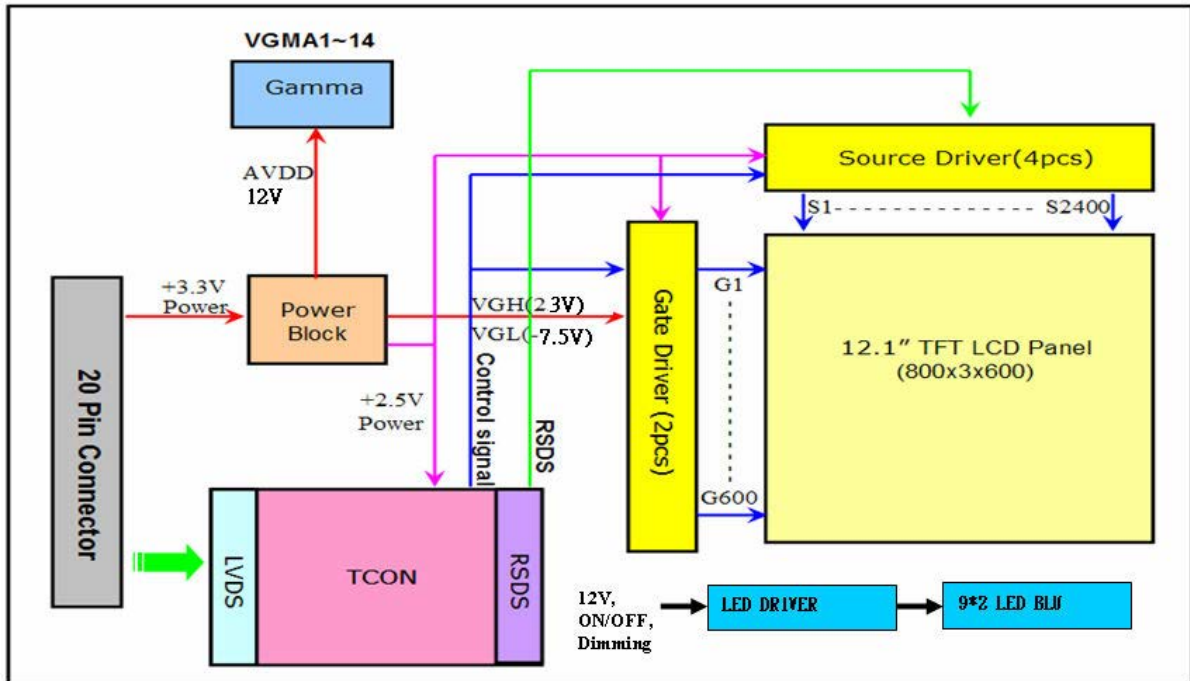 VGMA1~14
Gamma
AVDD
12V
Source Driver(4pcs)
S1
S2400
+3.3V
Power
Power
Block
VGH(23V)
VGL(-7.5V)
G1
Gate Driver (2pcs)
12.1" TFT LCD Panel
(800x3x600)
20 Pin Connector
+2.5V
Power
Control signal
RSDS
G600
LVDS
TCON
RSDS
12V,
ON/OFF,
Dimming
LED DRIVER
9*2 LED BLU